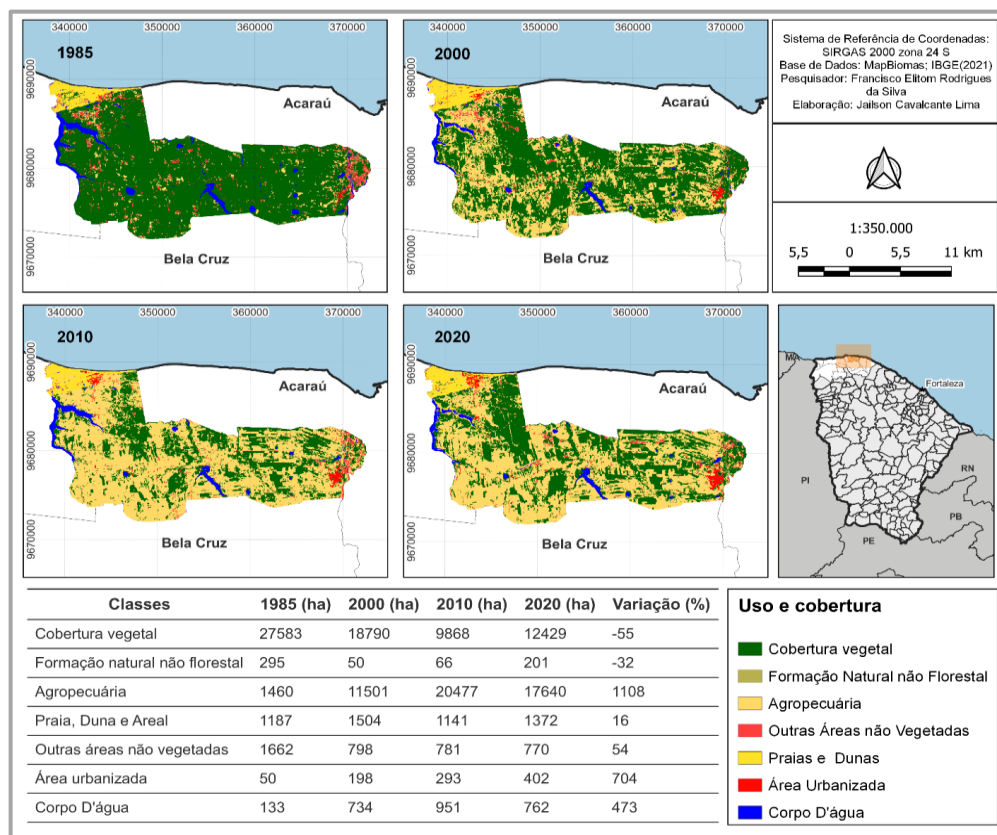 340000 350000 360000 370000
1985
9690000
9680000
9670000
Acaraú
Bela Cruz
340000 350000 360000 370000
2000
9690000
9680000
9670000
Acaraú
Bela Cruz
Sistema de Referência de Coordenadas:
SIRGAS 2000 zona 24 S
Base de Dados: MapBiomas; IBGE(2021)
Pesquisador: Francisco Elitom Rodrigues
da Silva
Elaboração: Jailson Cavalcante Lima
1:350.000
5,5 0 5,5 11 km
340000 350000 360000 370000
2010
9690000
9680000
9670000
Acaraú
Bela Cruz
340000 350000 360000 370000
2020
9690000
9680000
9670000
Acaraú
Bela Cruz
Fortaleza
PI
RN
PB
PE
Classes 1985 (ha) 2000 (ha) 2010 (ha) 2020 (ha) Variação (%)
Cobertura vegetal 27583 18790 9868 12429 -55
Formação natural não florestal 295 50 66 201 -32
Agropecuária 1460 11501 20477 17640 1108
Praia, Duna e Areal 1187 1504 1141 1372 16
Outras áreas não vegetadas 1662 798 781 770 54
Área urbanizada 50 198 293 402 704
Corpo D'água 133 734 951 762 473
Uso e cobertura
Cobertura vegetal
Formação Natural não Florestal
Agropecuária
Outras Áreas não Vegetadas
Praias e Dunas
Área Urbanizada
Corpo D'água